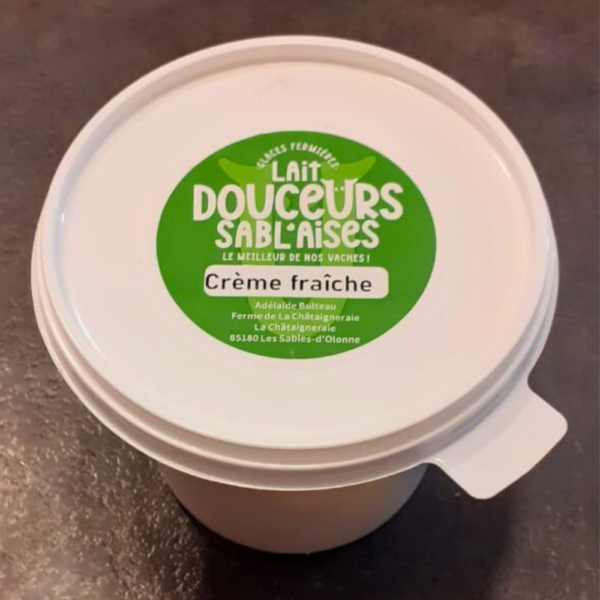 GLACES FERMIÈRES
LAit
DOUCEURS
SABL'AISES
LE MEILLEUR DE NOS VACHES !
Crème fraîche
Adélaïde Bulteau
Ferme de La Châtaigneraie
La Châtaigneraie
85180 Les Sables-d'Olonne